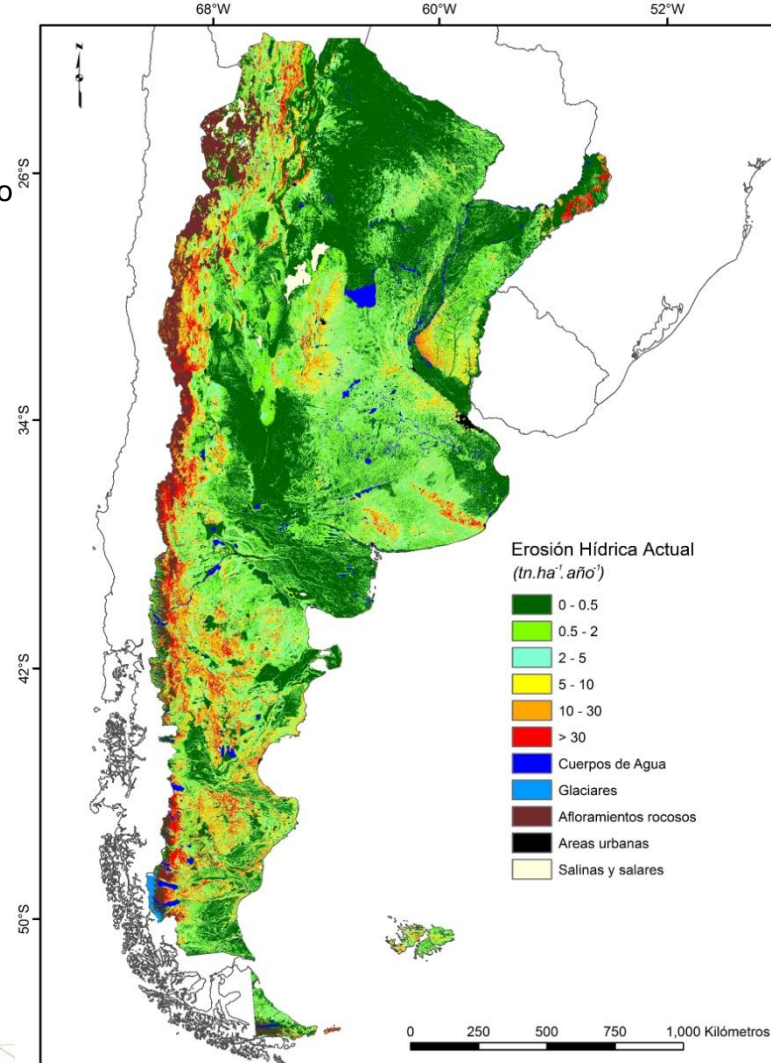 68°W
60°W
52°W
z
o
26°S
34°S
42°S
50°S
Erosión Hídrica Actual
(tn.ha⁻¹.año⁻¹)
0 - 0.5
0.5 - 2
2 - 5
5 - 10
10 - 30
> 30
Cuerpos de Agua
Glaciares
Afloramientos rocosos
Areas urbanas
Salinas y salares
0 250 500 750 1,000 Kilómetros